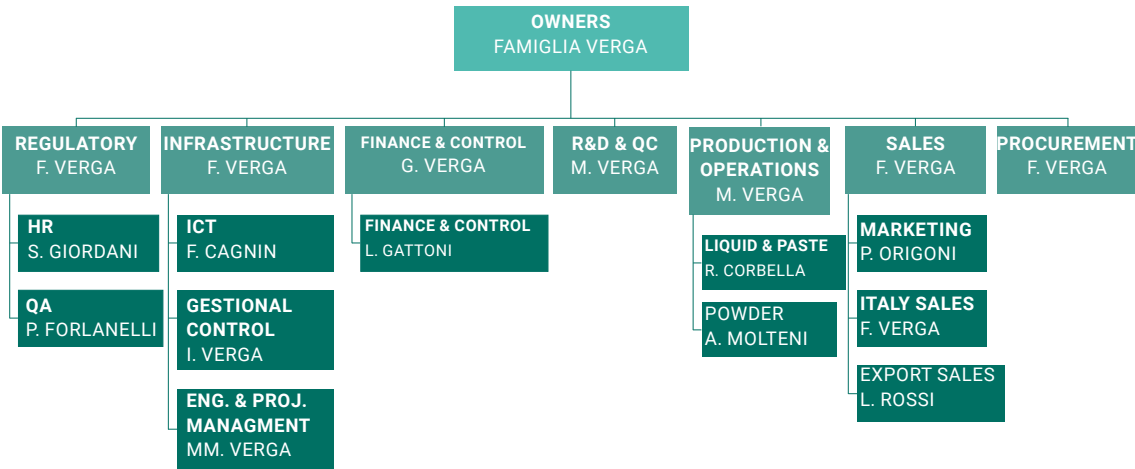 OWNERS
FAMIGLIA VERGA
REGULATORY
F. VERGA
INFRASTRUCTURE
F. VERGA
FINANCE & CONTROL
G. VERGA
R&D & QC
M. VERGA
PRODUCTION &
OPERATIONS
M. VERGA
SALES
F. VERGA
PROCUREMENT
F. VERGA
HR
S. GIORDANI
QA
P. FORLANELLI
ICT
F. CAGNIN
GESTIONAL
CONTROL
I. VERGA
ENG. & PROJ.
MANAGMENT
MM. VERGA
FINANCE & CONTROL
L. GATTONI
LIQUID & PASTE
R. CORBELLA
POWDER
A. MOLTENI
MARKETING
P. ORIGONI
ITALY SALES
F. VERGA
EXPORT SALES
L. ROSSI